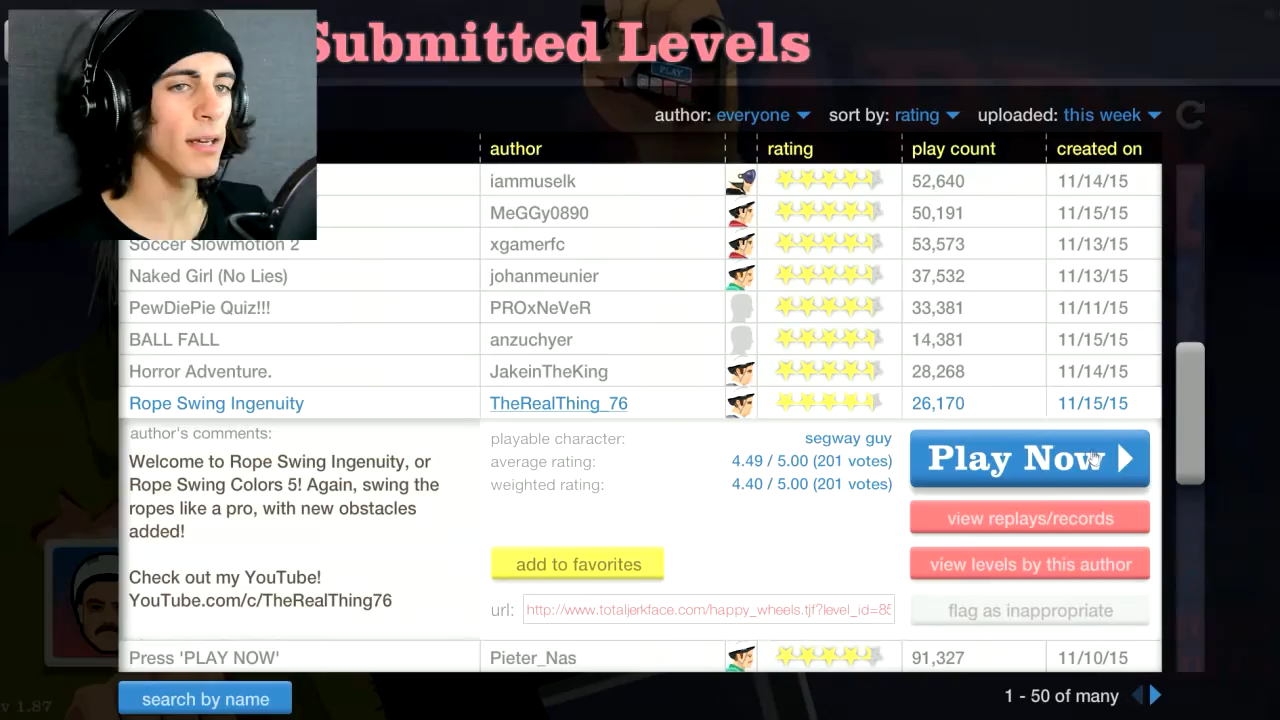 Submitted Levels
PLAY
author: everyone sort by: rating uploaded: this week
author rating play count created on
iammuselk 52,640 11/14/15
MeGGy0890 50,191 11/15/15
Soccer Slowmotion 2 xgamerfc 53,573 11/13/15
Naked Girl (No Lies) johanmeunier 37,532 11/13/15
PewDiePie Quiz!!! PROxNeVeR 33,381 11/11/15
BALL FALL anzuchyer 14,381 11/15/15
Horror Adventure. JakeinTheKing 28,268 11/14/15
Rope Swing Ingenuity TheRealThing_76 26,170 11/15/15
author's comments:
Welcome to Rope Swing Ingenuity, or
Rope Swing Colors 5! Again, swing the
ropes like a pro, with new obstacles
added!
Check out my YouTube!
YouTube.com/c/TheRealThing76
playable character: segway guy
average rating: 4.49 / 5.00 (201 votes)
weighted rating: 4.40 / 5.00 (201 votes)
add to favorites
url: http://www.totaljerkface.com/happy_wheels.tjf?level_id=85
Play Now
view replays/records
view levels by this author
flag as inappropriate
Press 'PLAY NOW' Pieter_Nas 91,327 11/10/15
search by name
1 - 50 of many
v 1.87